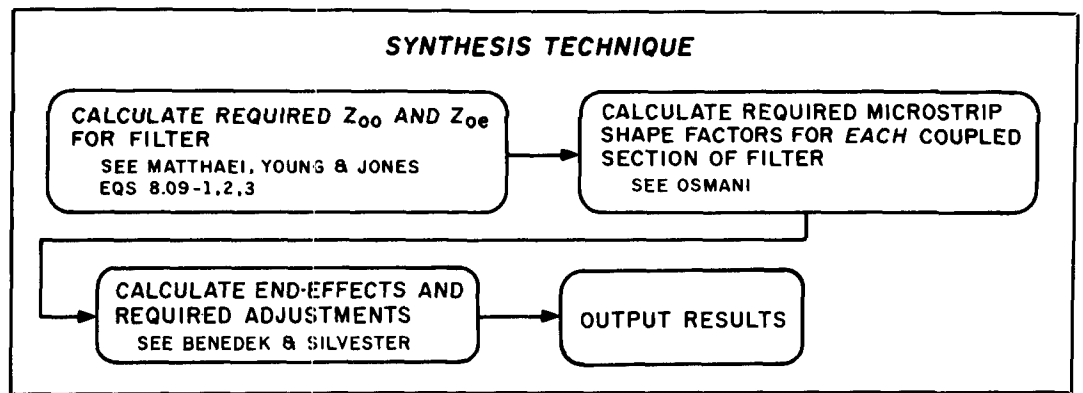 SYNTHESIS TECHNIQUE
CALCULATE REQUIRED Zoo AND Zoe
FOR FILTER
SEE MATTHAEI, YOUNG & JONES
EQS 8.09-1,2,3
CALCULATE REQUIRED MICROSTRIP
SHAPE FACTORS FOR EACH COUPLED
SECTION OF FILTER
SEE OSMANI
CALCULATE END-EFFECTS AND
REQUIRED ADJUSTMENTS
SEE BENEDEK & SILVESTER
OUTPUT RESULTS